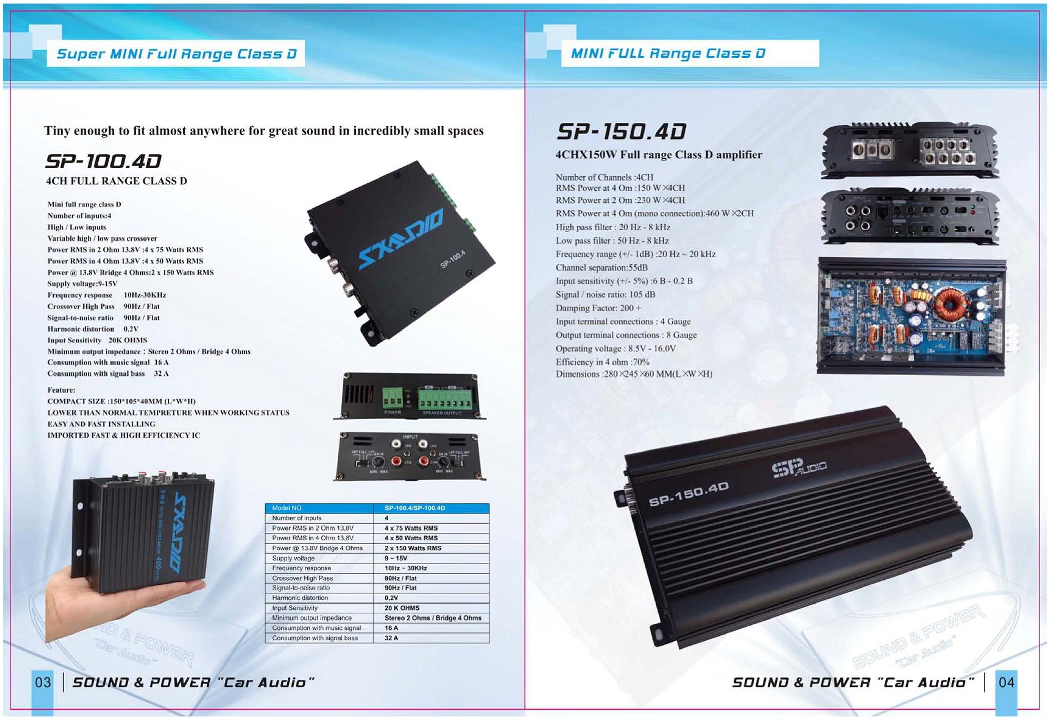 Super MINI Full Range Class D
Tiny enough to fit almost anywhere for great sound in incredibly small spaces
SP-100.4D
4CH FULL RANGE CLASS D
Mini full range class D
Number of inputs:4
High / Low inputs
Variable high / low pass crossover
Power RMS in 2 Ohm 13.8V :4 x 75 Watts RMS
Power RMS in 4 Ohm 13.8V :4 x 50 Watts RMS
Power @ 13.8V Bridge 4 Ohms:2 x 150 Watts RMS
Supply voltage:9-15V
Frequency response 10Hz-30KHz
Crossover High Pass 90Hz / Flat
Signal-to-noise ratio 90Hz / Flat
Harmonic distortion 0.2V
Input Sensitivity 20K OHMS
Minimum output impedance : Stereo 2 Ohms / Bridge 4 Ohms
Consumption with music signal 16 A
Consumption with signal bass 32 A
Feature:
COMPACT SIZE :150*105*40MM (L*W*H)
LOWER THAN NORMAL TEMPRETURE WHEN WORKING STATUS
EASY AND FAST INSTALLING
IMPORTED FAST & HIGH EFFICIENCY IC
SP-100.4
POWER
SPEAKER OUTPUT
INPUT
MIN MAX
MIN MAX
Model NO. SP-100.4/SP-100.4D
Number of inputs 4
Power RMS in 2 Ohm 13,8V 4 x 75 Watts RMS
Power RMS in 4 Ohm 13,8V 4 x 50 Watts RMS
Power @ 13.8V Bridge 4 Ohms 2 x 150 Watts RMS
Supply voltage 9 ~ 15V
Frequency response 10Hz ~ 30KHz
Crossover High Pass 90Hz / Flat
Signal-to-noise ratio 90Hz / Flat
Harmonic distortion 0,2V
Input Sensitivity 20 K OHMS
Minimum output impedance Stereo 2 Ohms / Bridge 4 Ohms
Consumption with music signal 16 A
Consumption with signal bass 32 A
03 SOUND & POWER "Car Audio"
MINI FULL Range Class D
SP-150.4D
4CHX150W Full range Class D amplifier
Number of Channels :4CH
RMS Power at 4 Om :150 W×4CH
RMS Power at 2 Om :230 W×4CH
RMS Power at 4 Om (mono connection):460 W×2CH
High pass filter : 20 Hz - 8 kHz
Low pass filter : 50 Hz - 8 kHz
Frequency range (+/- 1dB) :20 Hz ~ 20 kHz
Channel separation:55dB
Input sensitivity (+/- 5%) :6 B - 0.2 B
Signal / noise ratio: 105 dB
Damping Factor: 200 +
Input terminal connections : 4 Gauge
Output terminal connections : 8 Gauge
Operating voltage : 8.5V - 16.0V
Efficiency in 4 ohm :70%
Dimensions :280×245×60 MM(L×W×H)
SP AUDIO
SP-150.4D
SOUND & POWER
"Car Audio"
SOUND & POWER "Car Audio" 04